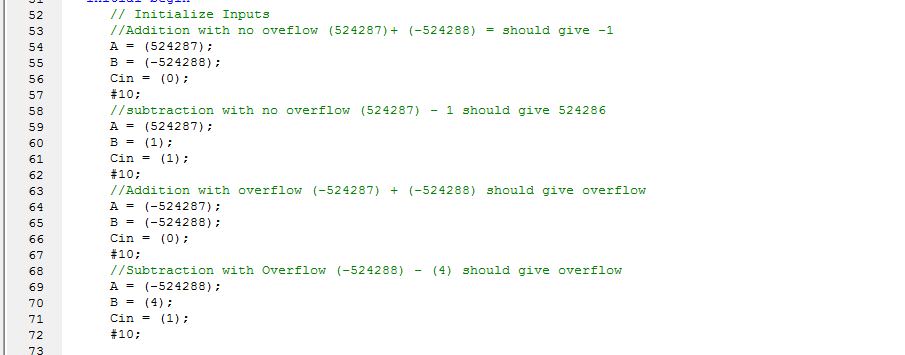 52 // Initialize Inputs
53 //Addition with no oveflow (524287)+ (-524288) = should give -1
54 A = (524287);
55 B = (-524288);
56 Cin = (0);
57 #10;
58 //subtraction with no overflow (524287) - 1 should give 524286
59 A = (524287);
60 B = (1);
61 Cin = (1);
62 #10;
63 //Addition with overflow (-524287) + (-524288) should give overflow
64 A = (-524287);
65 B = (-524288);
66 Cin = (0);
67 #10;
68 //Subtraction with Overflow (-524288) - (4) should give overflow
69 A = (-524288);
70 B = (4);
71 Cin = (1);
72 #10;
73